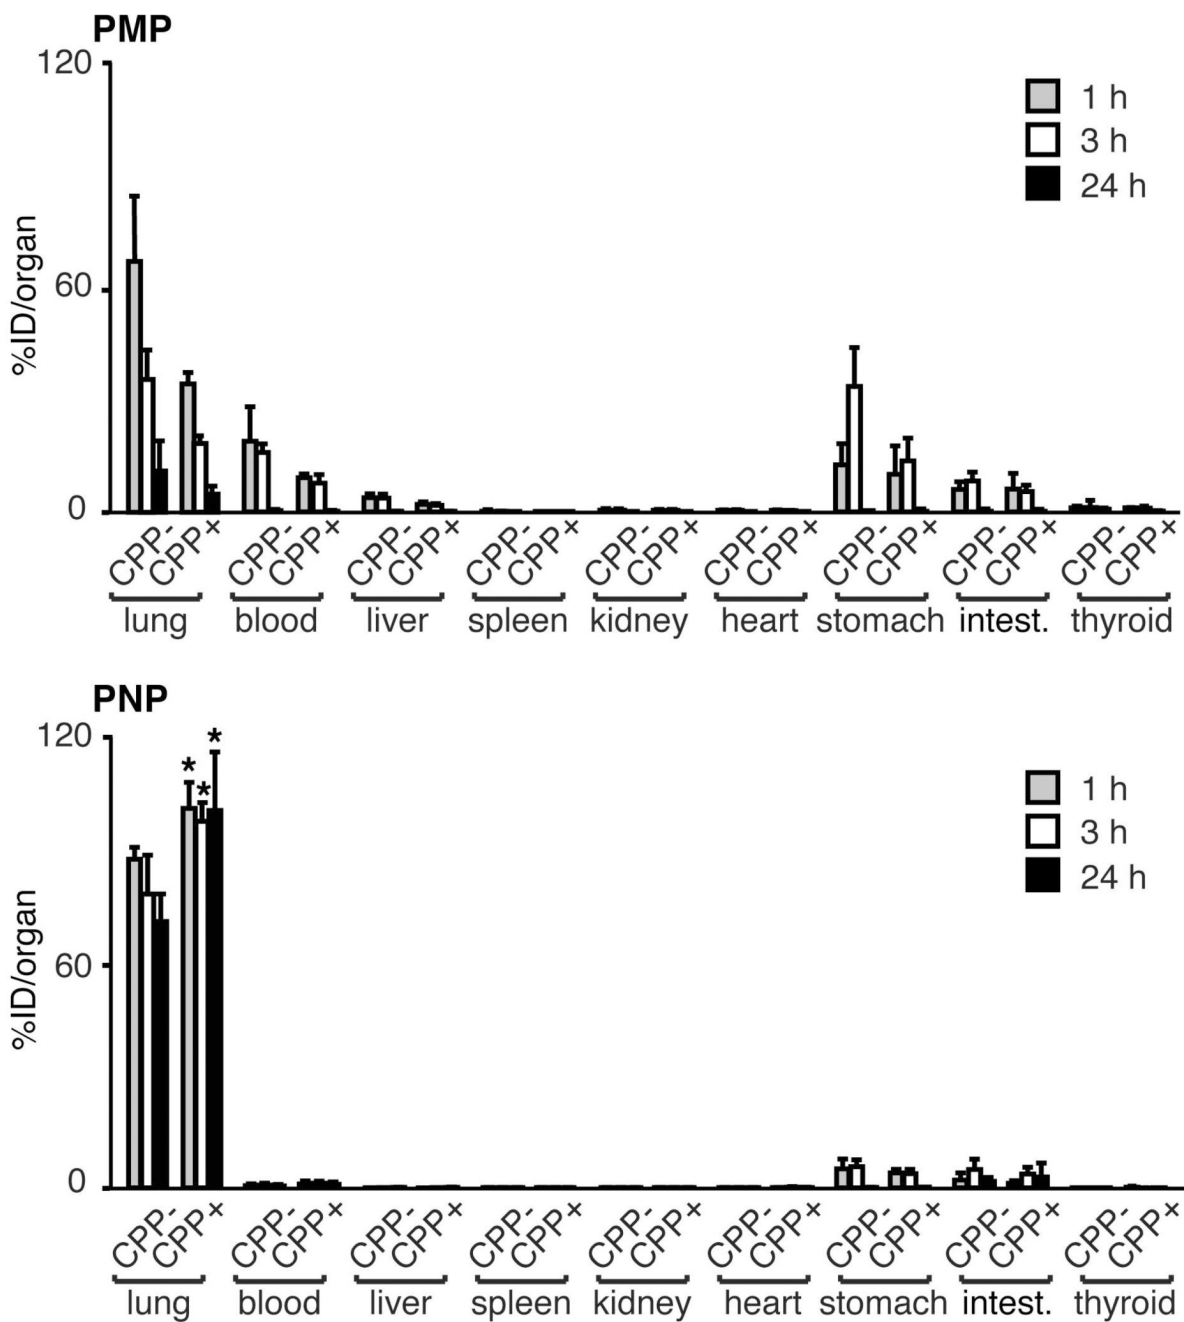 PMP
120
60
0
%ID/organ
1 h
3 h
24 h
CPP- CPP+ CPP- CPP+ CPP- CPP+ CPP- CPP+ CPP- CPP+ CPP- CPP+ CPP- CPP+ CPP- CPP+ CPP- CPP+
lung blood liver spleen kidney heart stomach intest. thyroid
PNP
120
60
0
%ID/organ
* * *
1 h
3 h
24 h
CPP- CPP+ CPP- CPP+ CPP- CPP+ CPP- CPP+ CPP- CPP+ CPP- CPP+ CPP- CPP+ CPP- CPP+ CPP- CPP+
lung blood liver spleen kidney heart stomach intest. thyroid